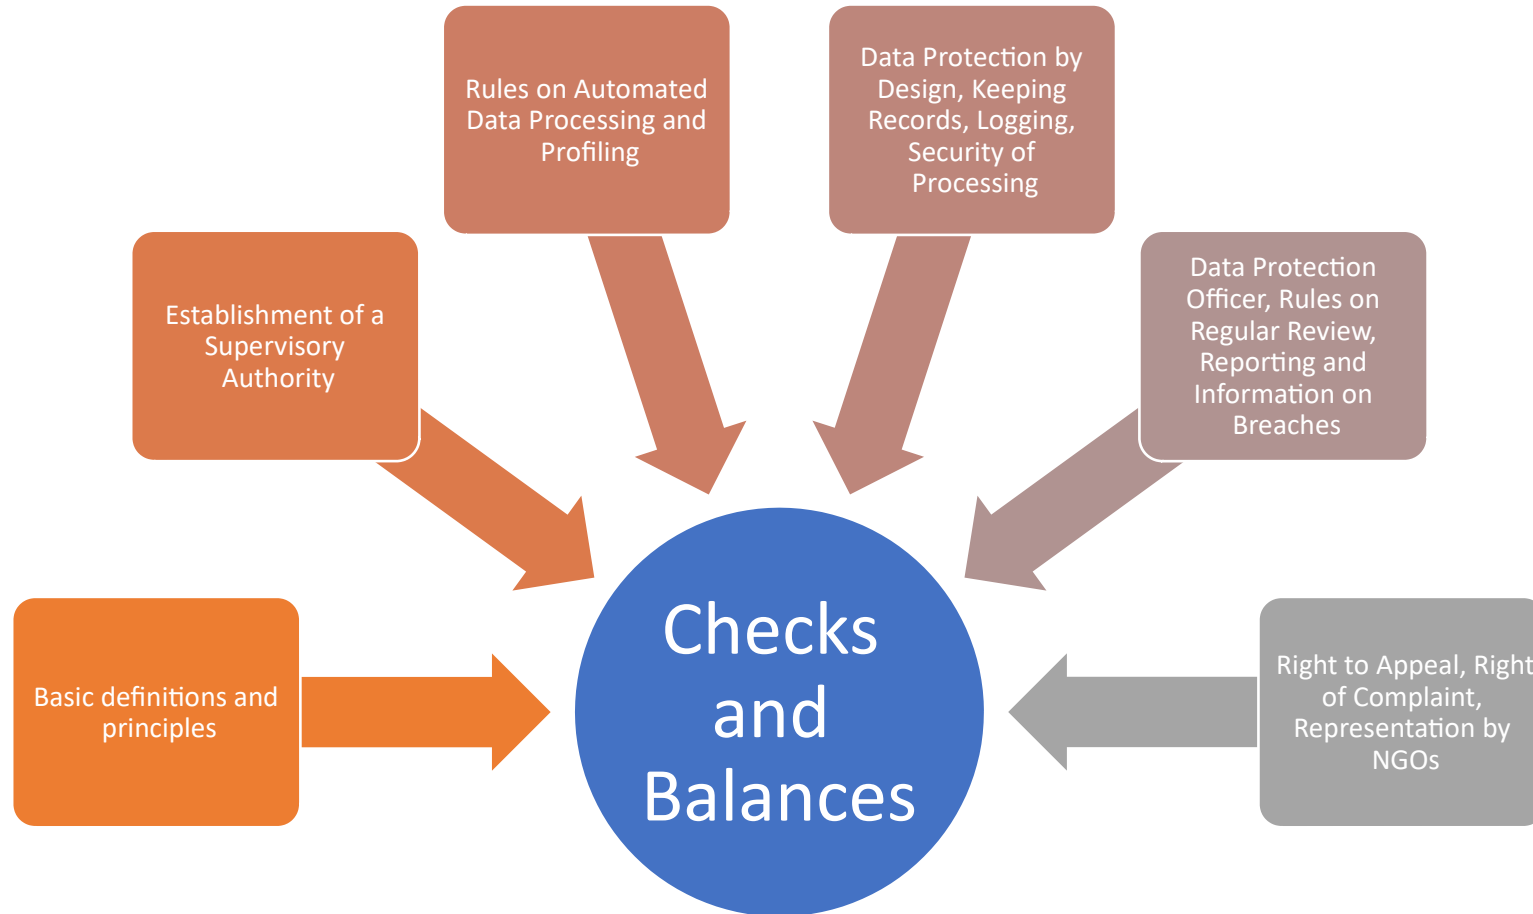 Rules on Automated
Data Processing and
Profiling
Data Protection by
Design, Keeping
Records, Logging,
Security of
Processing
Establishment of a
Supervisory
Authority
Data Protection
Officer, Rules on
Regular Review,
Reporting and
Information on
Breaches
Basic definitions and
principles
Checks
and
Balances
Right to Appeal, Right
of Complaint,
Representation by
NGOs